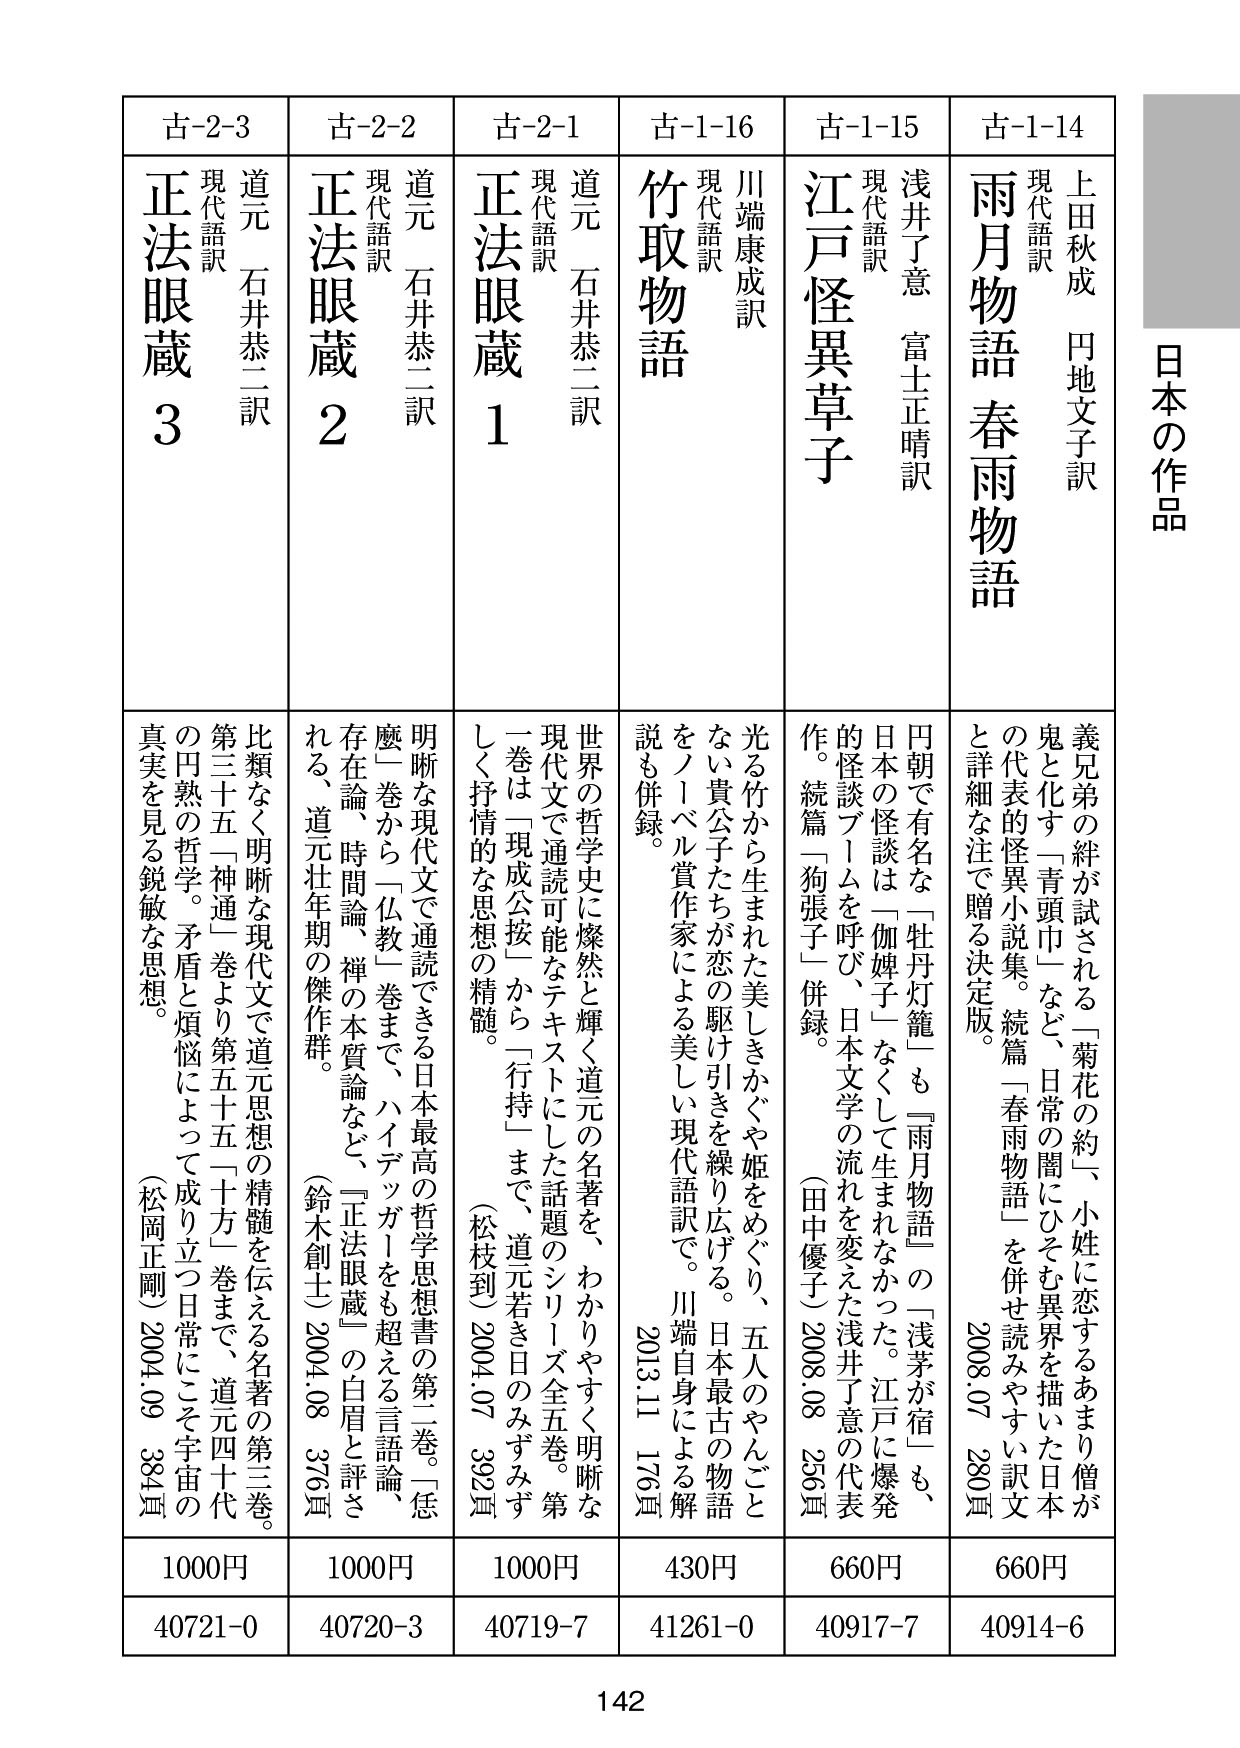 日本の作品
古-1-14
上田秋成　円地文子訳
現代語訳
雨月物語 春雨物語
義兄弟の絆が試される「菊花の約」、小姓に恋するあまり僧が
鬼と化す「青頭巾」など、日常の闇にひそむ異界を描いた日本
の代表的怪異小説集。続篇「春雨物語」を併せ読みやすい訳文
と詳細な注で贈る決定版。
2008.07　280頁
660円
40914-6
古-1-15
浅井了意　富士正晴訳
現代語訳
江戸怪異草子
円朝で有名な「牡丹灯籠」も『雨月物語』の「浅茅が宿」も、
日本の怪談は「伽婢子」なくして生まれなかった。江戸に爆発
的怪談ブームを呼び、日本文学の流れを変えた浅井了意の代表
作。続篇「狗張子」併録。
（田中優子）2008.08　256頁
660円
40917-7
古-1-16
川端康成訳
現代語訳
竹取物語
光る竹から生まれた美しきかぐや姫をめぐり、五人のやんごと
ない貴公子たちが恋の駆け引きを繰り広げる。日本最古の物語
をノーベル賞作家による美しい現代語訳で。川端自身による解
説も併録。
2013.11　176頁
430円
41261-0
古-2-1
道元　石井恭二訳
現代語訳
正法眼蔵 1
世界の哲学史に燦然と輝く道元の名著を、わかりやすく明晰な
現代文で通読可能なテキストにした話題のシリーズ全五巻。第
一巻は「現成公按」から「行持」まで、道元若き日のみずみず
しく抒情的な思想の精髄。
（松枝到）2004.07　392頁
1000円
40719-7
古-2-2
道元　石井恭二訳
現代語訳
正法眼蔵 2
明晰な現代文で通読できる日本最高の哲学思想書の第二巻。「恁
麼」巻から「仏教」巻まで、ハイデッガーをも超える言語論、
存在論、時間論、禅の本質論など、『正法眼蔵』の白眉と評さ
れる、道元壮年期の傑作群。
（鈴木創士）2004.08　376頁
1000円
40720-3
古-2-3
道元　石井恭二訳
現代語訳
正法眼蔵 3
比類なく明晰な現代文で道元思想の精髄を伝える名著の第三巻。
第三十五「神通」巻より第五十五「十方」巻まで、道元四十代
の円熟の哲学。矛盾と煩悩によって成り立つ日常にこそ宇宙の
真実を見る鋭敏な思想。
（松岡正剛）2004.09　384頁
1000円
40721-0
142